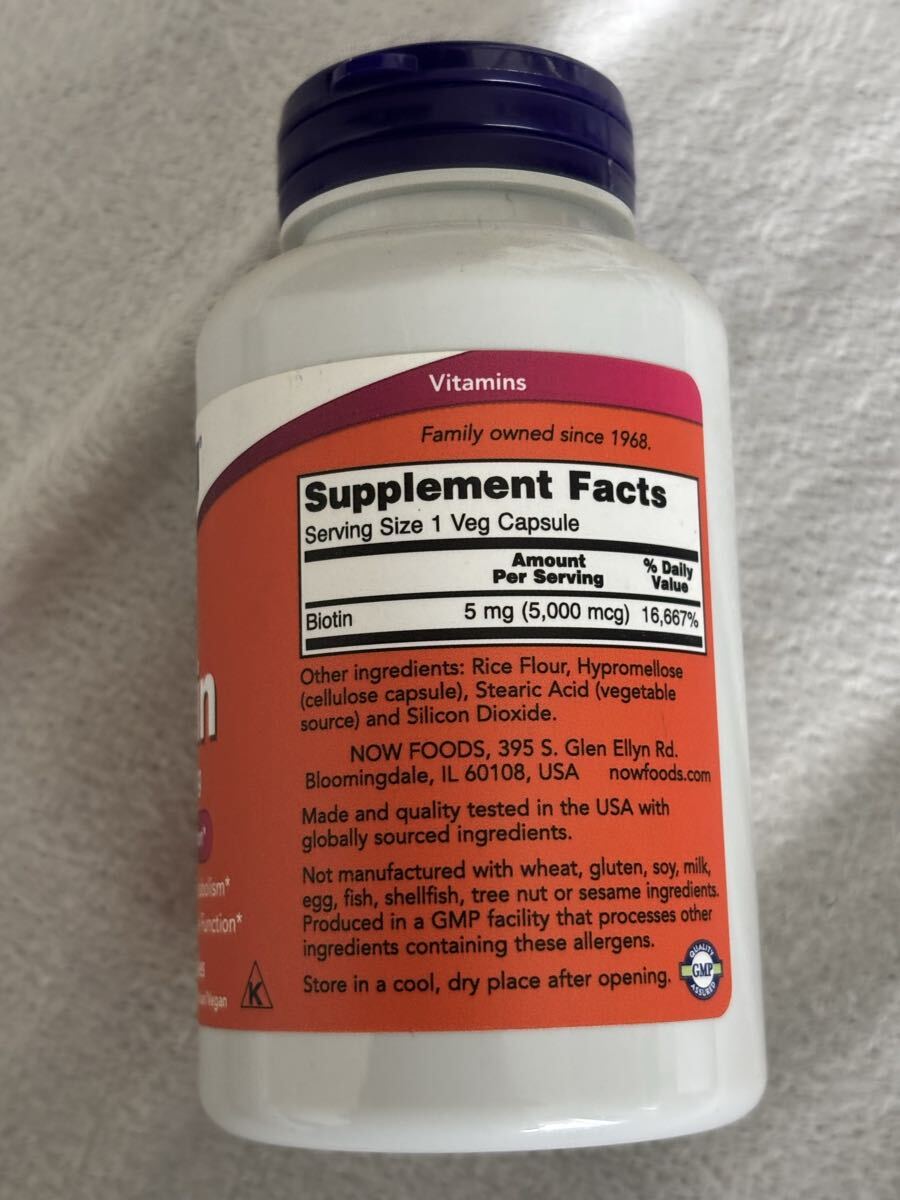 Vitamins
Family owned since 1968.
Supplement Facts
Serving Size 1 Veg Capsule
Amount Per Serving
% Daily Value
Biotin 5 mg (5,000 mcg) 16,667%
Other ingredients: Rice Flour, Hypromellose
(cellulose capsule), Stearic Acid (vegetable
source) and Silicon Dioxide.
NOW FOODS, 395 S. Glen Ellyn Rd.
Bloomingdale, IL 60108, USA nowfoods.com
Made and quality tested in the USA with
globally sourced ingredients.
Not manufactured with wheat, gluten, soy, milk,
egg, fish, shellfish, tree nut or sesame ingredients.
Produced in a GMP facility that processes other
ingredients containing these allergens.
Store in a cool, dry place after opening.
QUALITY
GMP
ASSURED
Function*
K
Vegan